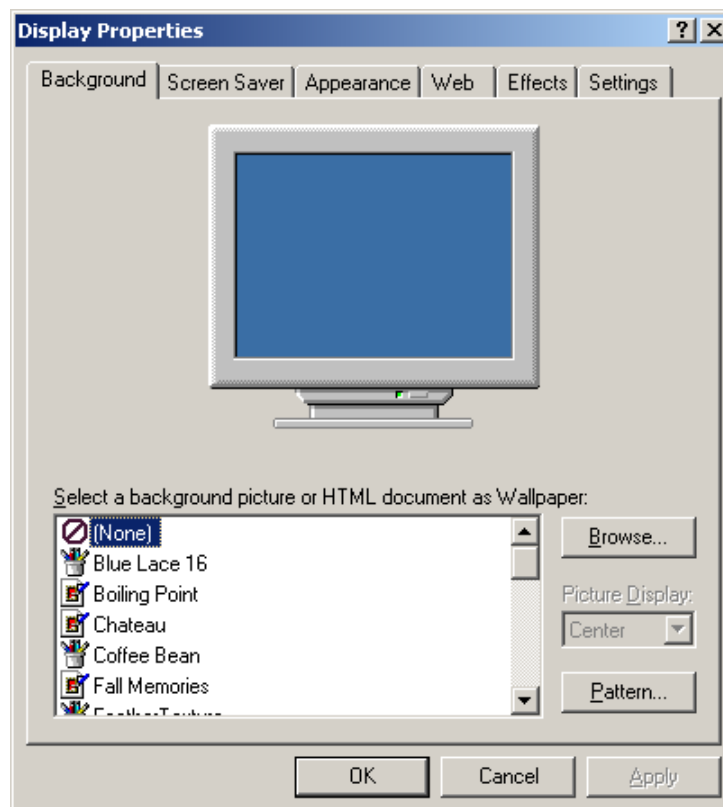 Display Properties
Background Screen Saver Appearance Web Effects Settings
Select a background picture or HTML document as Wallpaper:
(None)
Blue Lace 16
Boiling Point
Chateau
Coffee Bean
Fall Memories
FeatherTexture
Browse...
Picture Display:
Center
Pattern...
OK Cancel Apply